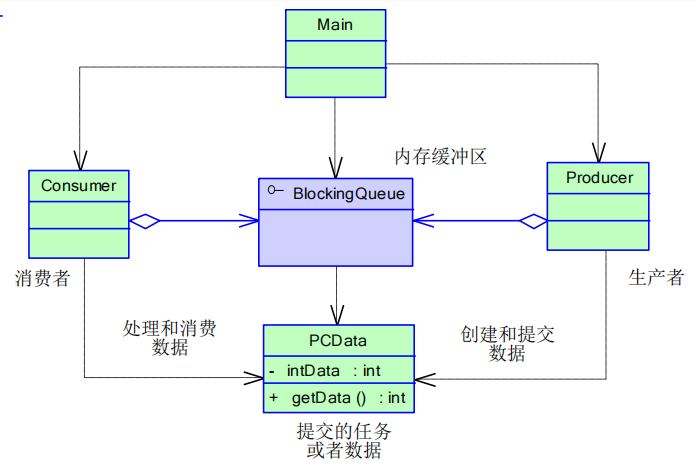 Main
内存缓冲区
Consumer
BlockingQueue
Producer
消费者
生产者
处理和消费
数据
创建和提交
数据
PCData
- intData : int
+ getData () : int
提交的任务
或者数据